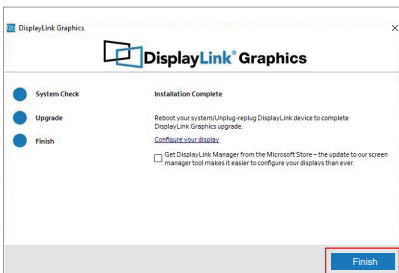 DisplayLink Graphics
DisplayLink® Graphics
System Check
Upgrade
Finish
Installation Complete
Reboot your system/Unplug-replug DisplayLink device to complete
DisplayLink Graphics upgrade.
Configure your display
Get DisplayLink Manager from the Microsoft Store – the update to our screen
manager tool makes it easier to configure your displays than ever.
Finish